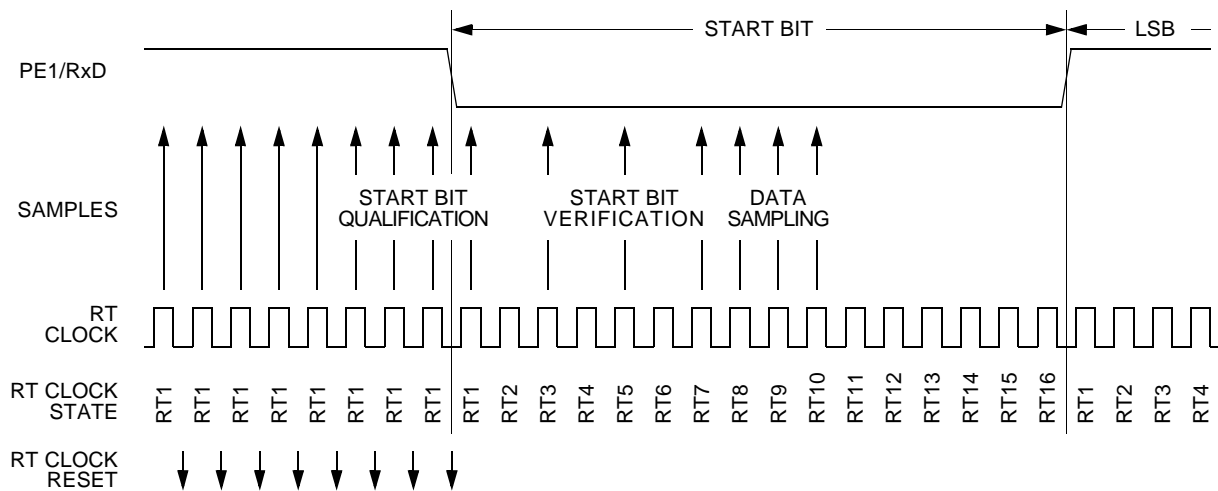 START BIT
LSB
PE1/RxD
SAMPLES
START BIT
QUALIFICATION
START BIT
VERIFICATION
DATA
SAMPLING
RT
CLOCK
RT CLOCK
STATE
RT1 RT1 RT1 RT1 RT1 RT1 RT1 RT1 RT1 RT2 RT3 RT4 RT5 RT6 RT7 RT8 RT9 RT10 RT11 RT12 RT13 RT14 RT15 RT16 RT1 RT2 RT3 RT4
RT CLOCK
RESET